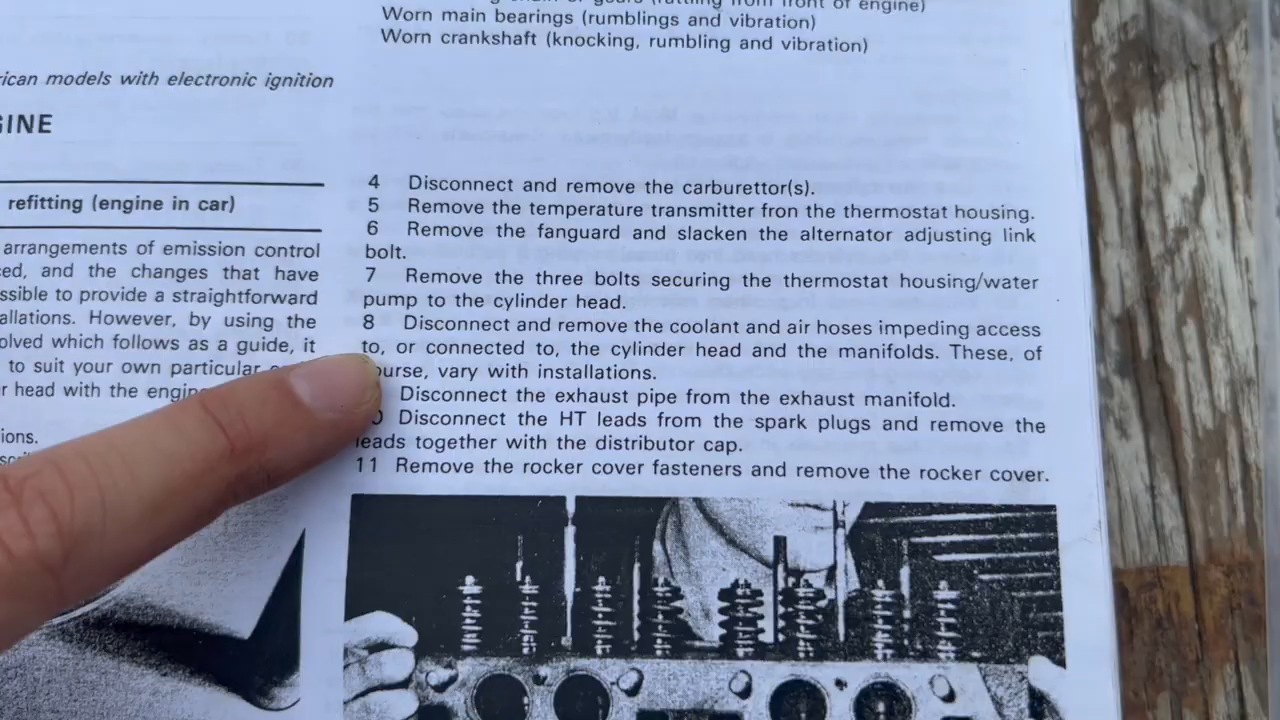 of engine)
Worn main bearings (rumblings and vibration)
Worn crankshaft (knocking, rumbling and vibration)
rican models with electronic ignition
GINE
refitting (engine in car)
arrangements of emission control
ced, and the changes that have
ssible to provide a straightforward
allations. However, by using the
olved which follows as a guide, it
to suit your own particular
r head with the engin
ions.
4 Disconnect and remove the carburettor(s).
5 Remove the temperature transmitter fron the thermostat housing.
6 Remove the fanguard and slacken the alternator adjusting link
bolt.
7 Remove the three bolts securing the thermostat housing/water
pump to the cylinder head.
8 Disconnect and remove the coolant and air hoses impeding access
to, or connected to, the cylinder head and the manifolds. These, of
ourse, vary with installations.
Disconnect the exhaust pipe from the exhaust manifold.
0 Disconnect the HT leads from the spark plugs and remove the
leads together with the distributor cap.
11 Remove the rocker cover fasteners and remove the rocker cover.